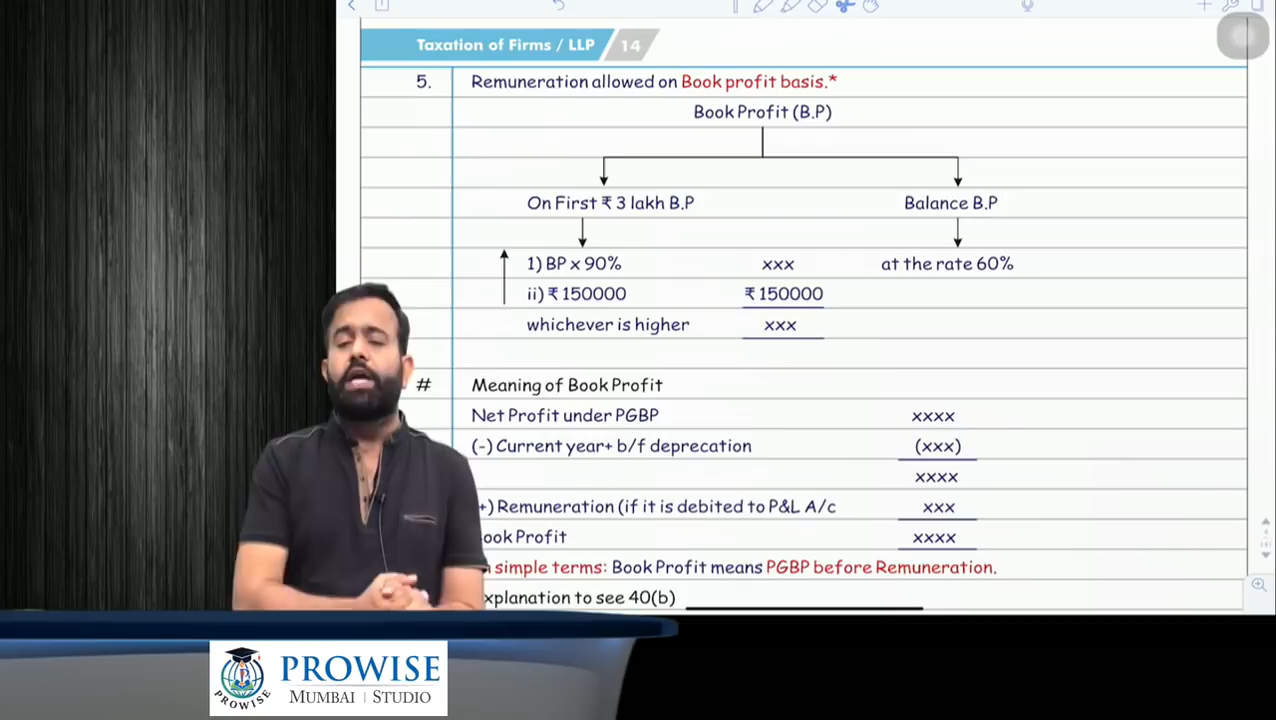 Taxation of Firms / LLP 14
5. Remuneration allowed on Book profit basis.*
Book Profit (B.P)
On First ₹ 3 lakh B.P Balance B.P
1) BP x 90% xxx at the rate 60%
ii) ₹ 150000 ₹ 150000
whichever is higher xxx
# Meaning of Book Profit
Net Profit under PGBP xxxx
(-) Current year+ b/f deprecation (xxx)
xxxx
+) Remuneration (if it is debited to P&L A/c xxx
ook Profit xxxx
simple terms: Book Profit means PGBP before Remuneration.
xplanation to see 40(b)
PROWISE
PROWISE
MUMBAI | STUDIO